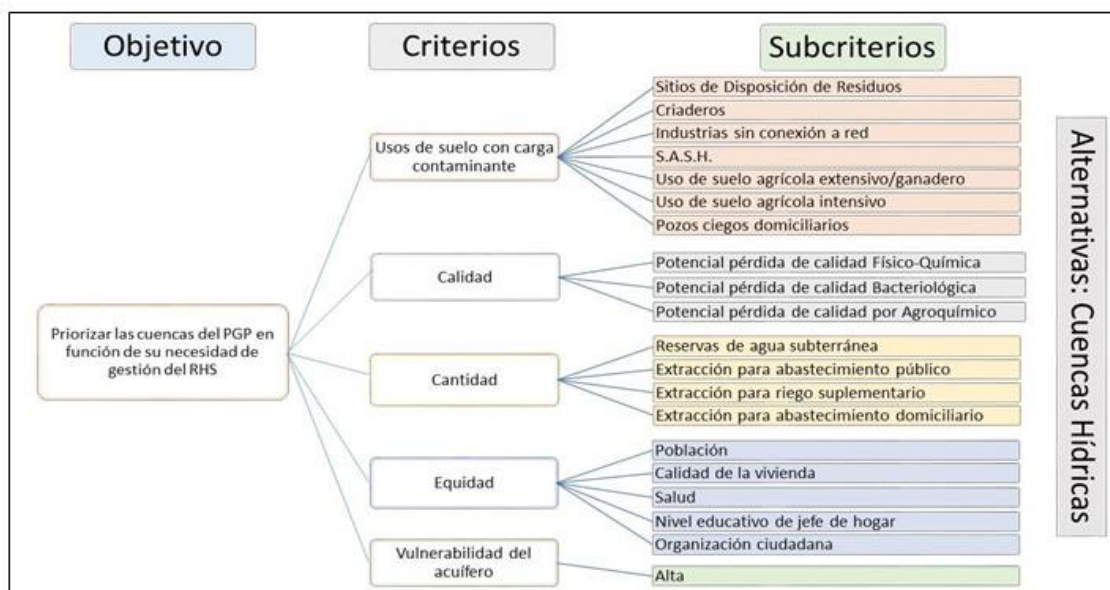 Objetivo
Criterios
Subcriterios
Priorizar las cuencas del PGP en
función de su necesidad de
gestión del RHS
Usos de suelo con carga
contaminante
Sitios de Disposición de Residuos
Criaderos
Industrias sin conexión a red
S.A.S.H.
Uso de suelo agrícola extensivo/ganadero
Uso de suelo agrícola intensivo
Pozos ciegos domiciliarios
Calidad
Potencial pérdida de calidad Físico-Química
Potencial pérdida de calidad Bacteriológica
Potencial pérdida de calidad por Agroquímico
Cantidad
Reservas de agua subterránea
Extracción para abastecimiento público
Extracción para riego suplementario
Extracción para abastecimiento domiciliario
Equidad
Población
Calidad de la vivienda
Salud
Nivel educativo de jefe de hogar
Organización ciudadana
Vulnerabilidad del
acuífero
Alta
Alternativas: Cuencas Hídricas